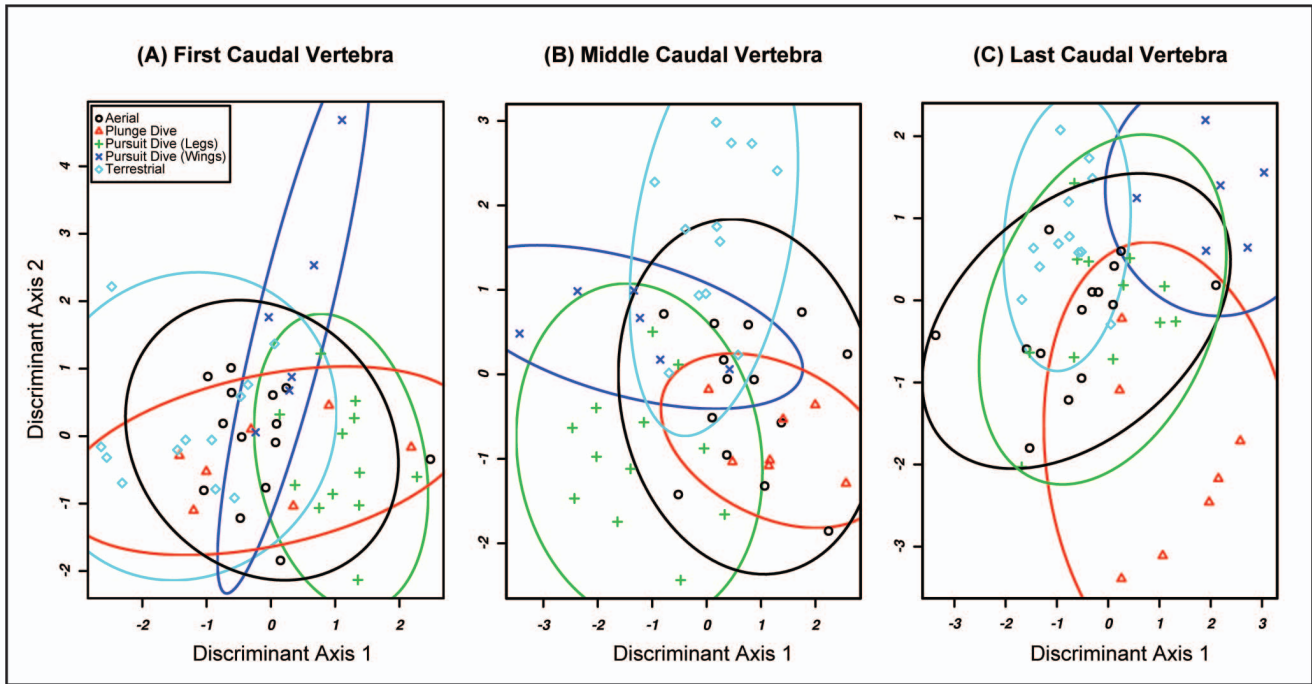 (A) First Caudal Vertebra
(B) Middle Caudal Vertebra
(C) Last Caudal Vertebra
Aerial
Plunge Dive
Pursuit Dive (Legs)
Pursuit Dive (Wings)
Terrestrial
Discriminant Axis 2
4
3
2
1
0
-1
-2
-2 -1 0 1 2
Discriminant Axis 1
3
2
1
0
-1
-2
-3 -2 -1 0 1 2
Discriminant Axis 1
2
1
0
-1
-2
-3
-3 -2 -1 0 1 2 3
Discriminant Axis 1